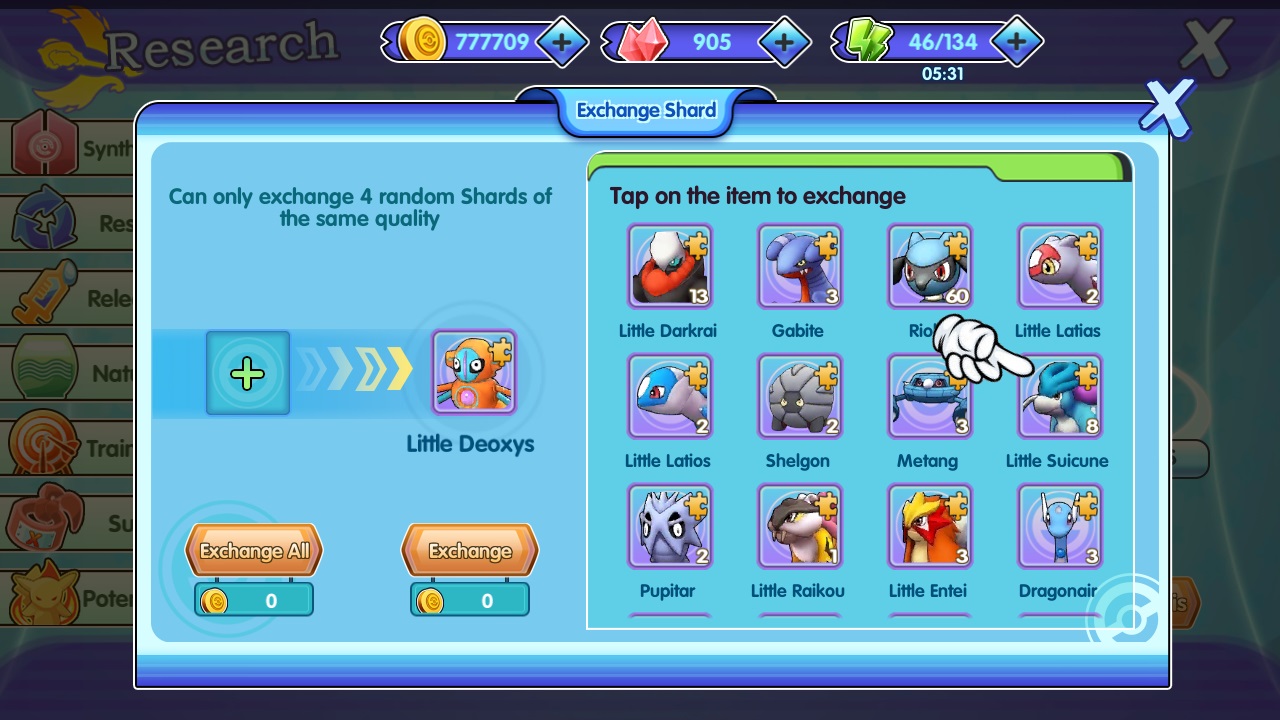 Research
777709
905
46/134
05:31
Exchange Shard
Can only exchange 4 random Shards of
the same quality
Tap on the item to exchange
13
3
60
2
Little Darkrai
Gabite
Little Latias
2
2
3
8
Little Deoxys
Little Latios
Shelgon
Metang
Little Suicune
2
1
3
3
Exchange All
Exchange
0
0
Pupitar
Little Raikou
Little Entei
Dragonair